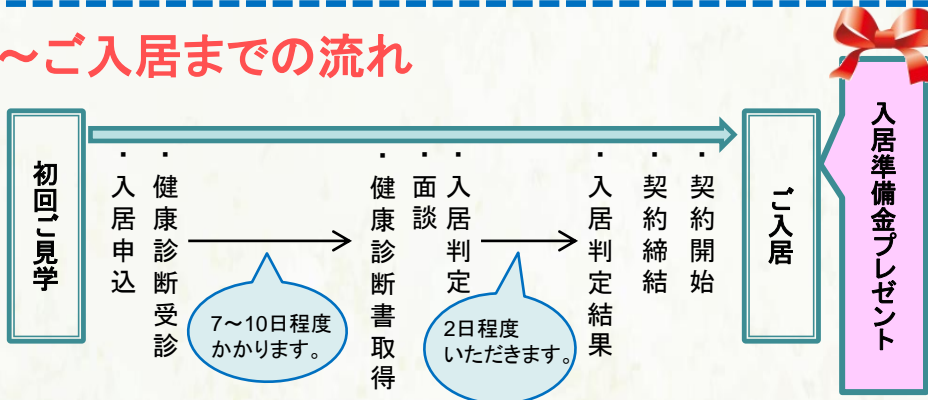 ～ご入居までの流れ
初回ご見学
・入居申込
・健康診断受診
7～10日程度
かかります。
・健康診断書取得
・面談
・入居判定
2日程度
いただきます。
・入居判定結果
・契約締結
・契約開始
ご入居
入居準備金プレゼント